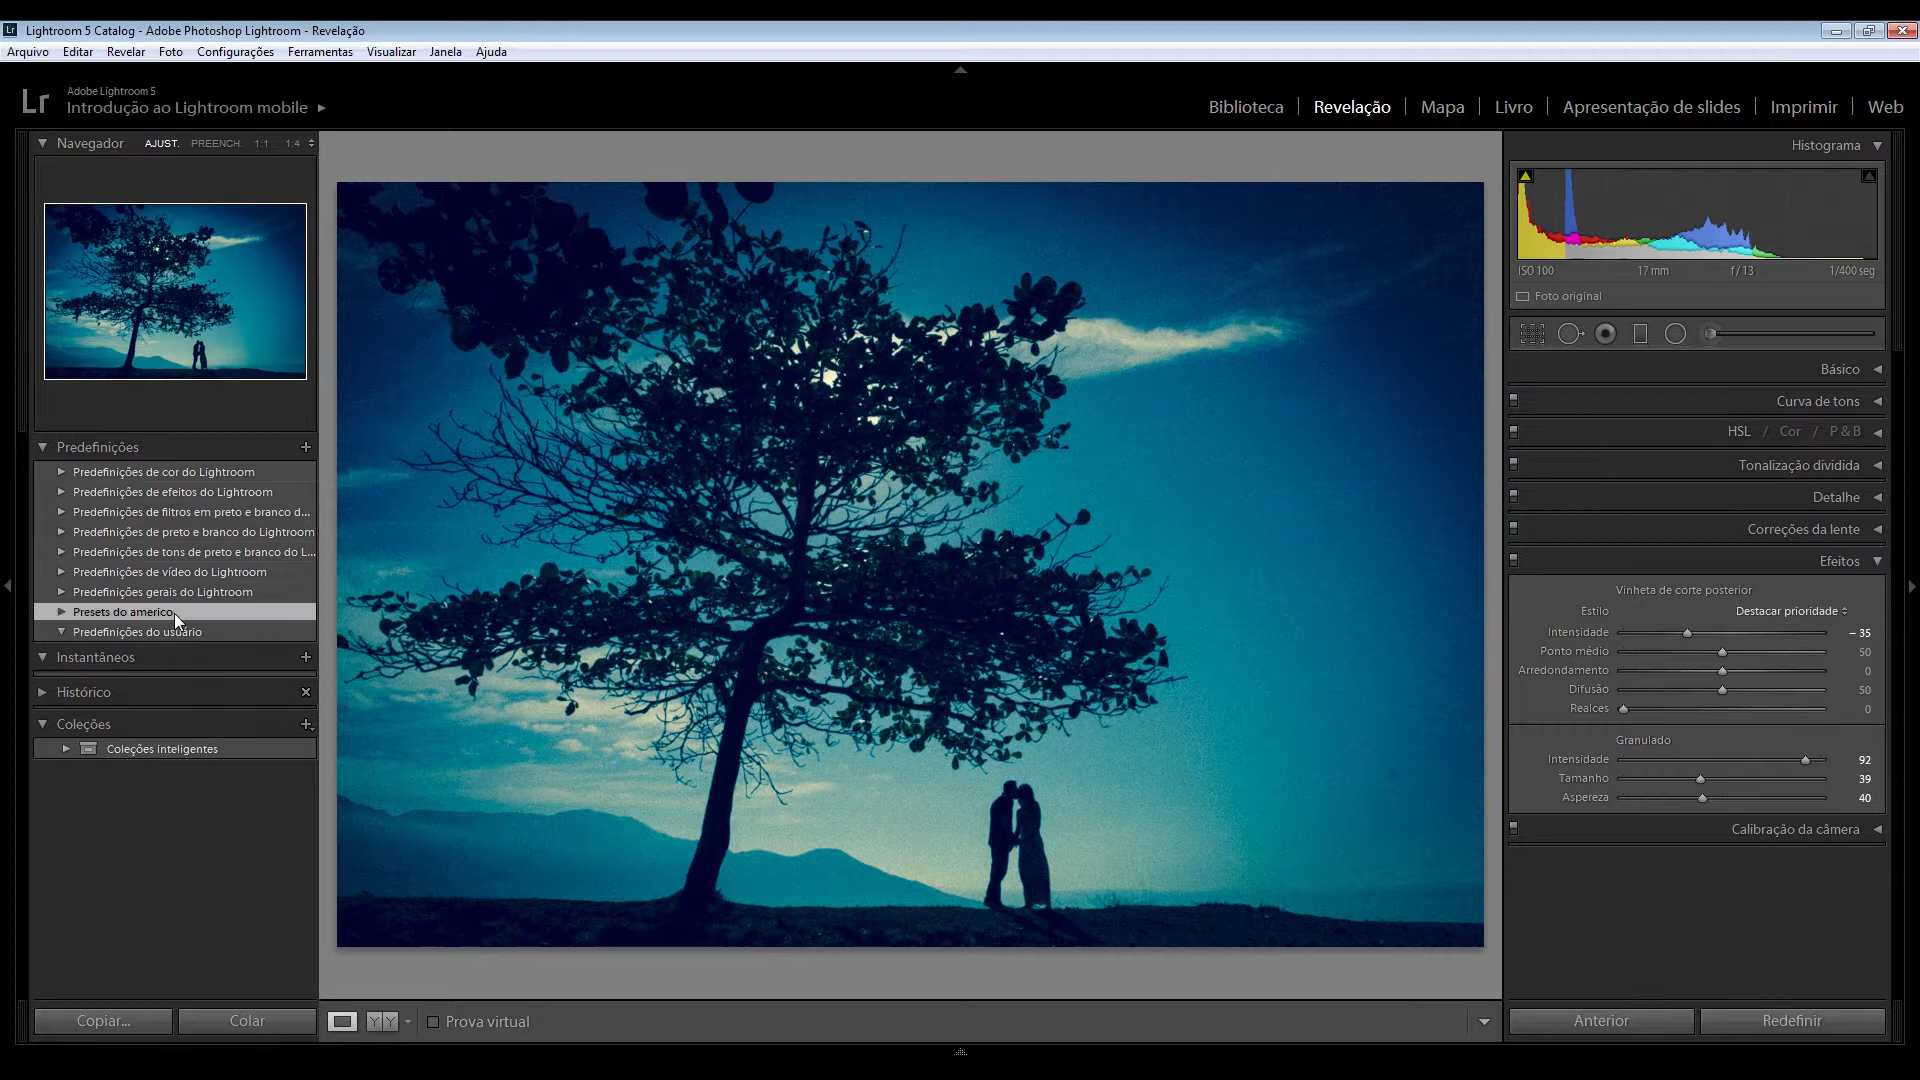 Lightroom 5 Catalog - Adobe Photoshop Lightroom - Revelação
Arquivo Editar Revelar Foto Configurações Ferramentas Visualizar Janela Ajuda
Lr
Adobe Lightroom 5
Introdução ao Lightroom mobile
Biblioteca Revelação Mapa Livro Apresentação de slides Imprimir Web
Navegador AJUST. PREENCH. 1:1 1:4
Predefinições
Predefinições de cor do Lightroom
Predefinições de efeitos do Lightroom
Predefinições de filtros em preto e branco d...
Predefinições de preto e branco do Lightroom
Predefinições de tons de preto e branco do L...
Predefinições de vídeo do Lightroom
Predefinições gerais do Lightroom
Presets do americo
Predefinições do usuário
Instantâneos
Histórico
Coleções
Coleções inteligentes
Copiar... Colar
YY
Prova virtual
Histograma
ISO 100 17 mm f / 13 1/400 seg
Foto original
Básico
Curva de tons
HSL / Cor / P & B
Tonalização dividida
Detalhe
Correções da lente
Efeitos
Vinheta de corte posterior
Estilo Destacar prioridade
Intensidade – 35
Ponto médio 50
Arredondamento 0
Difusão 50
Realces 0
Granulado
Intensidade 92
Tamanho 39
Aspereza 40
Calibração da câmera
Anterior Redefinir